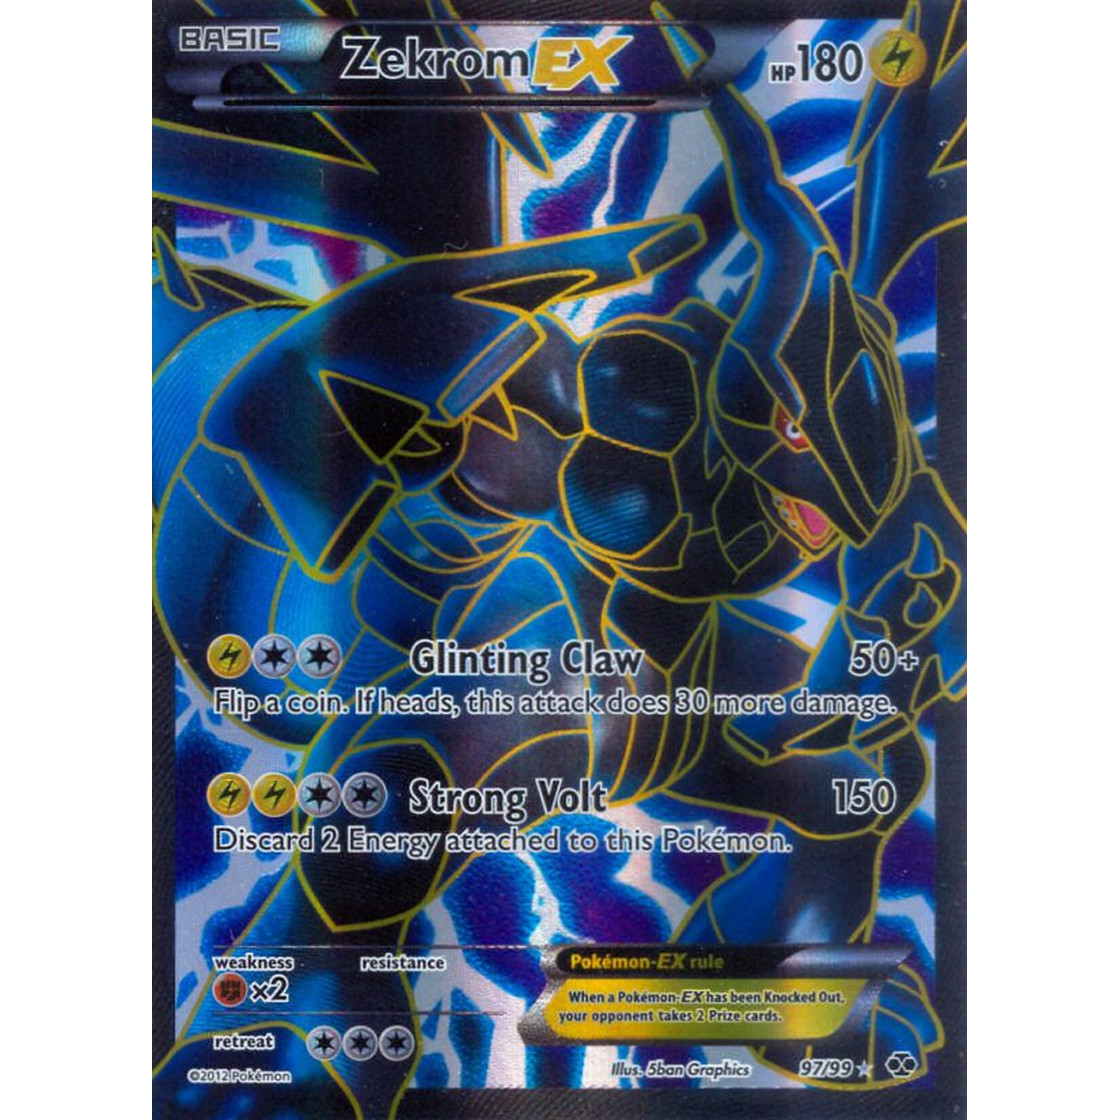 BASIC
Zekrom EX
HP 180
Glinting Claw 50+
Flip a coin. If heads, this attack does 30 more damage.
Strong Volt 150
Discard 2 Energy attached to this Pokémon.
weakness resistance
×2
Pokémon-EX rule
When a Pokémon-EX has been Knocked Out,
your opponent takes 2 Prize cards.
retreat
©2012 Pokémon
Illus. 5ban Graphics
97/99